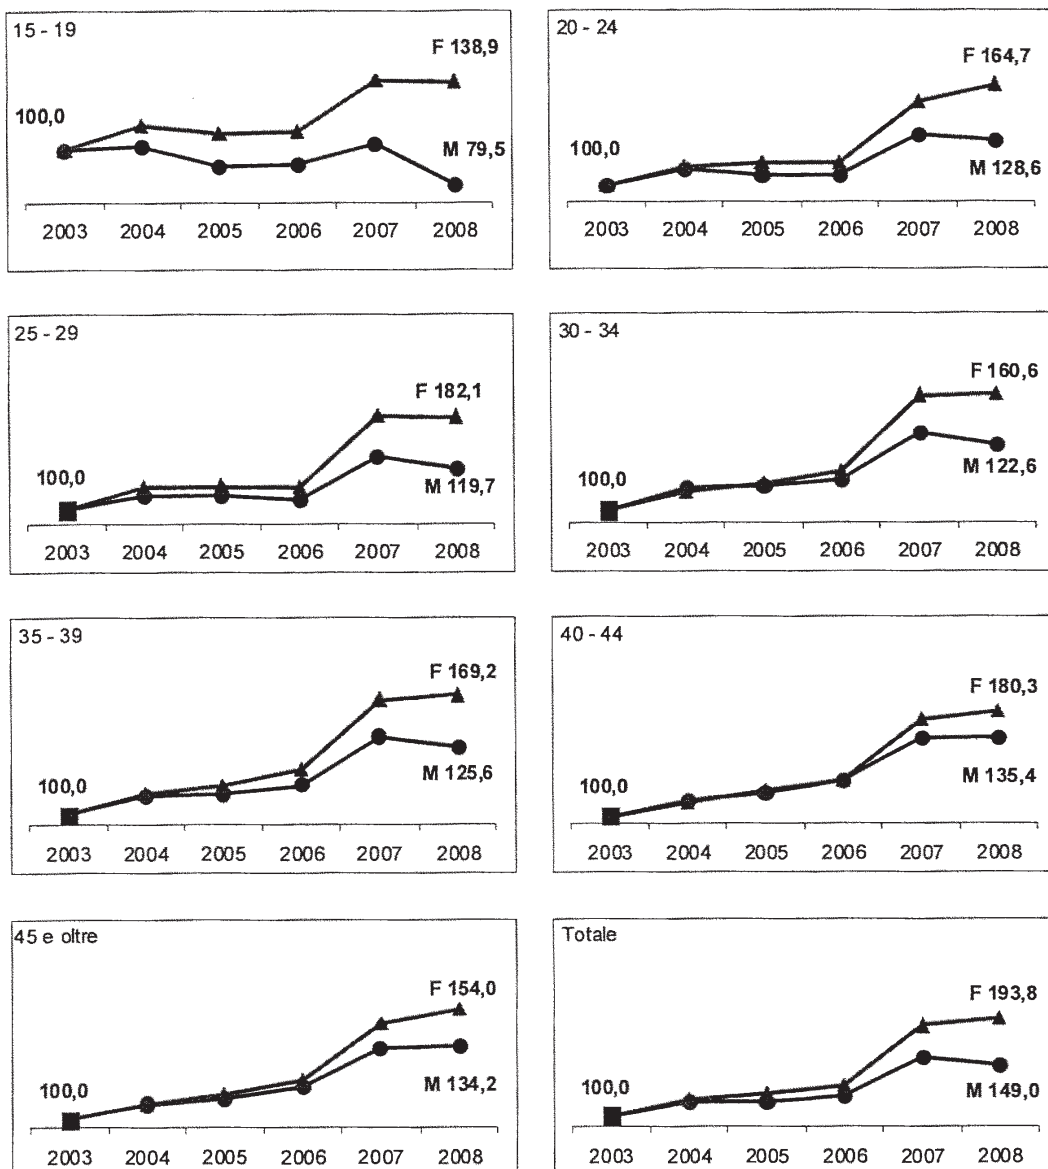 15 - 19
F 138,9
100,0
M 79,5
2003 2004 2005 2006 2007 2008
20 - 24
F 164,7
100,0
M 128,6
2003 2004 2005 2006 2007 2008
25 - 29
F 182,1
100,0
M 119,7
2003 2004 2005 2006 2007 2008
30 - 34
F 160,6
100,0
M 122,6
2003 2004 2005 2006 2007 2008
35 - 39
F 169,2
100,0
M 125,6
2003 2004 2005 2006 2007 2008
40 - 44
F 180,3
100,0
M 135,4
2003 2004 2005 2006 2007 2008
45 e oltre
F 154,0
100,0
M 134,2
2003 2004 2005 2006 2007 2008
Totale
F 193,8
100,0
M 149,0
2003 2004 2005 2006 2007 2008